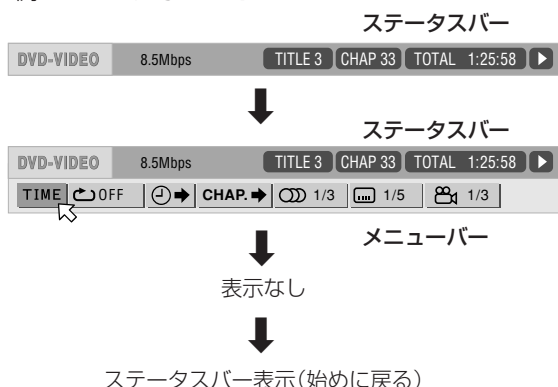 ステータスバー
DVD-VIDEO 8.5Mbps TITLE 3 CHAP 33 TOTAL 1:25:58
ステータスバー
DVD-VIDEO 8.5Mbps TITLE 3 CHAP 33 TOTAL 1:25:58
TIME OFF CHAP. 1/3 1/5 1/3
メニューバー
表示なし
ステータスバー表示(始めに戻る)